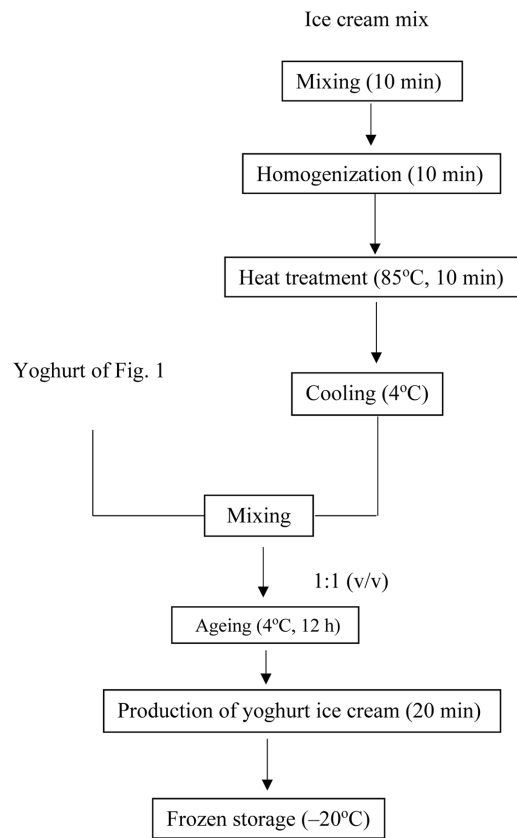 Ice cream mix
Mixing (10 min)
Homogenization (10 min)
Heat treatment (85ºC, 10 min)
Yoghurt of Fig. 1
Cooling (4ºC)
Mixing
1:1 (v/v)
Ageing (4ºC, 12 h)
Production of yoghurt ice cream (20 min)
Frozen storage (–20ºC)